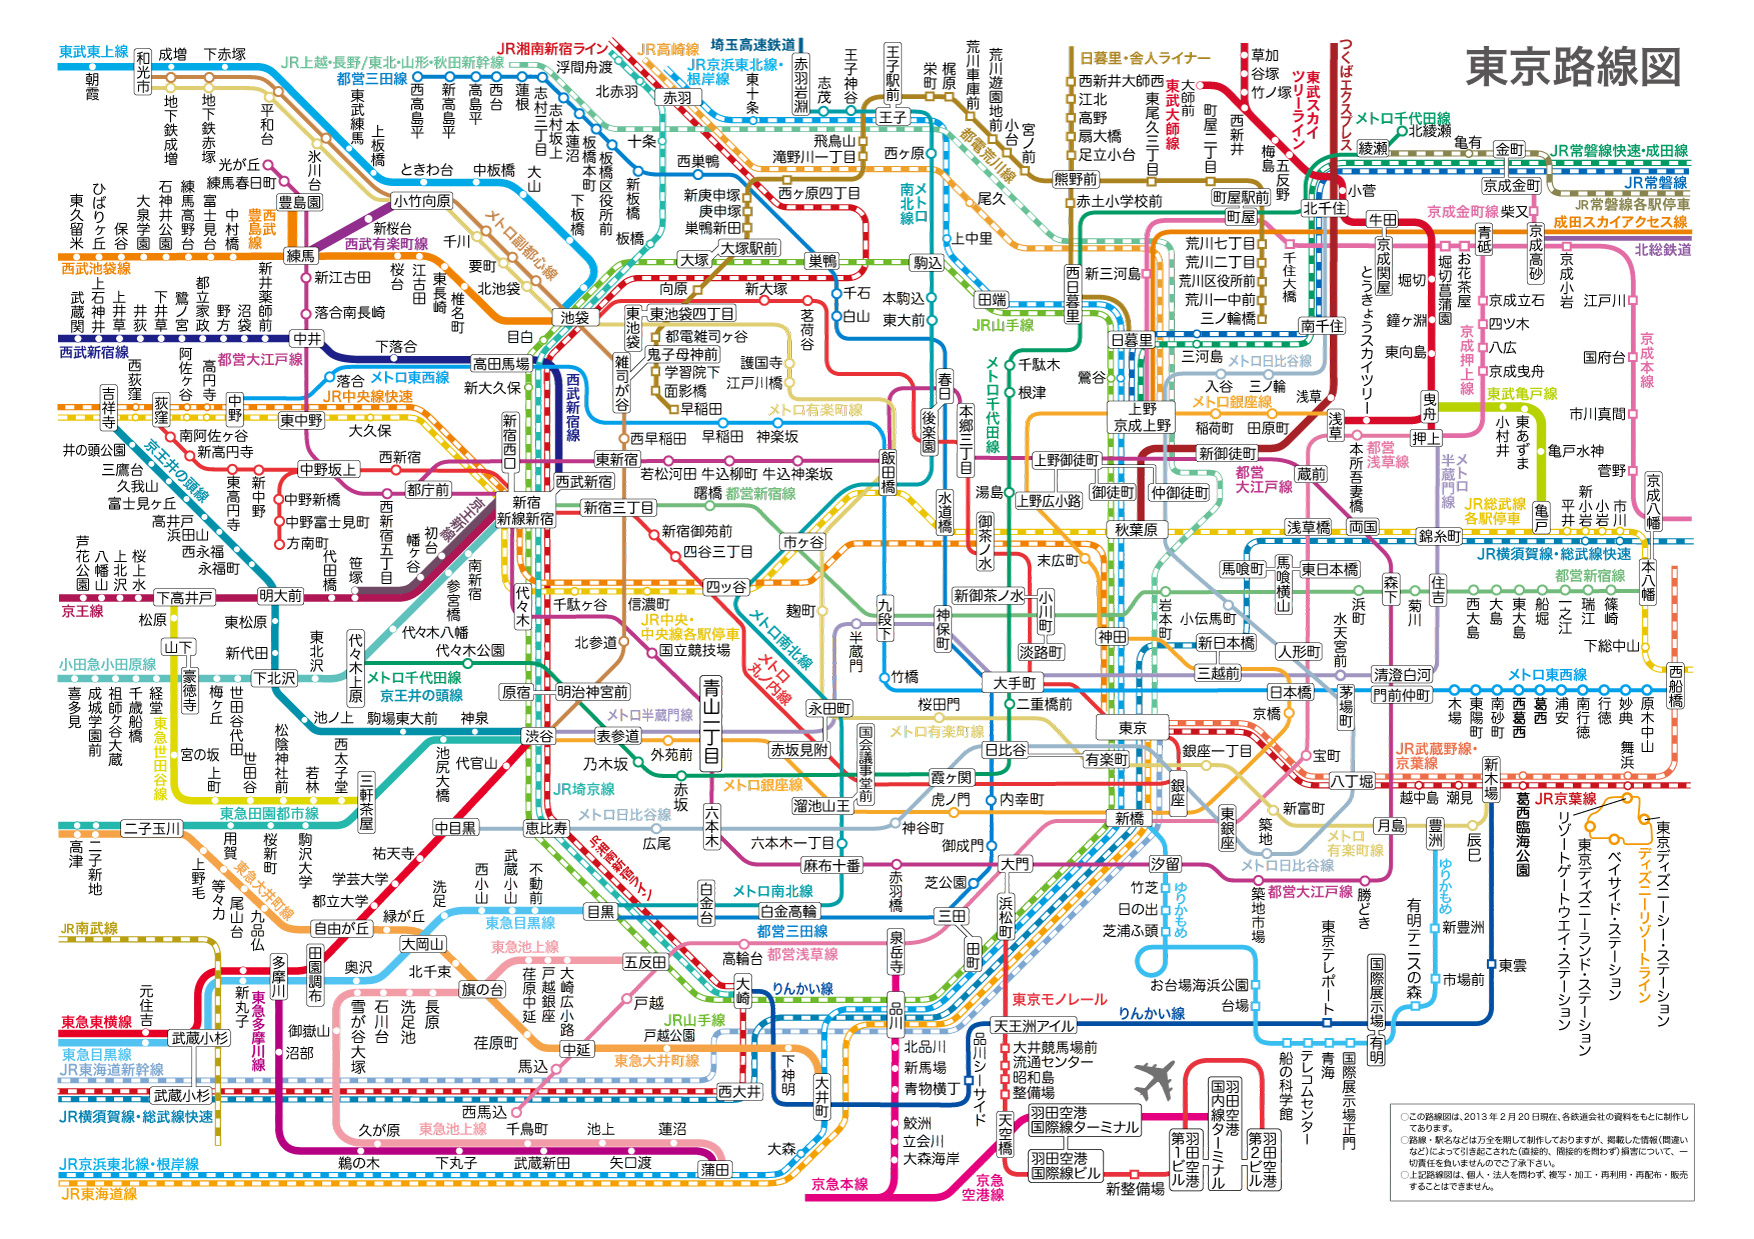 東京路線図
東武東上線
和光市
成増
下赤塚
朝霞
地下鉄成増
地下鉄赤塚
平和台
氷川台
JR上越・長野/東北・山形・秋田新幹線
都営三田線
西高島平
新高島平
高島平
西台
蓮根
志村三丁目
志村坂上
本蓮沼
板橋本町
板橋区役所前
新板橋
東武練馬
上板橋
ときわ台
中板橋
大山
下板橋
板橋
JR湘南新宿ライン
浮間舟渡
北赤羽
赤羽
十条
JR高崎線
JR京浜東北線・
根岸線
東十条
埼玉高速鉄道
赤羽岩淵
志茂
王子神谷
王子駅前
王子
栄町
梶原
荒川車庫前
荒川遊園地前
小台
宮ノ前
都電荒川線
飛鳥山
滝野川一丁目
西ヶ原
西巣鴨
西ヶ原四丁目
新庚申塚
庚申塚
巣鴨新田
大塚駅前
大塚
巣鴨
駒込
メトロ
南北線
上中里
尾久
熊野前
赤土小学校前
日暮里・舎人ライナー
西新井大師西
江北
高野
扇大橋
足立小台
東尾久三丁目
町屋二丁目
東武大師線
大師前
西新井
草加
谷塚
竹ノ塚
東武スカイ
ツリーライン
つくばエクスプレス
梅島
五反野
小菅
メトロ千代田線
北綾瀬
綾瀬
亀有
金町
JR常磐線快速・成田線
JR常磐線
JR常磐線各駅停車
成田スカイアクセス線
北総鉄道
京成金町
京成金町線
柴又
町屋駅前
町屋
北千住
牛田
京成関屋
堀切
鐘ヶ淵
東向島
とうきょうスカイツリー
曳舟
押上
堀切菖蒲園
お花茶屋
青砥
京成高砂
京成小岩
江戸川
国府台
市川真間
菅野
京成八幡
京成本線
京成立石
四ツ木
八広
京成曳舟
京成押上線
東武亀戸線
小村井
東あずま
亀戸水神
亀戸
荒川七丁目
荒川二丁目
荒川区役所前
荒川一中前
三ノ輪橋
千住大橋
南千住
新三河島
西日暮里
田端
JR山手線
日暮里
三河島
メトロ日比谷線
入谷
三ノ輪
浅草
メトロ銀座線
稲荷町
田原町
鶯谷
上野
京成上野
浅草
光が丘
練馬春日町
豊島園
西武
豊島線
練馬
西武有楽町線
新桜台
小竹向原
千川
要町
北池袋
メトロ副都心線
東久留米
ひばりヶ丘
保谷
大泉学園
石神井公園
練馬高野台
富士見台
中村橋
西武池袋線
新江古田
桜台
江古田
東長崎
椎名町
池袋
落合南長崎
武蔵関
上石神井
上井草
井荻
下井草
鷺ノ宮
都立家政
野方
沼袋
新井薬師前
中井
西武新宿線
都営大江戸線
下落合
目白
高田馬場
新大久保
向原
東池袋
東池袋四丁目
都電雑司ヶ谷
鬼子母神前
雑司が谷
学習院下
面影橋
早稲田
新大塚
茗荷谷
護国寺
江戸川橋
メトロ有楽町線
千石
白山
本駒込
東大前
千駄木
根津
メトロ千代田線
春日
後楽園
本郷三丁目
西荻窪
阿佐ヶ谷
高円寺
吉祥寺
荻窪
中野
東中野
落合
メトロ東西線
JR中央線快速
大久保
南阿佐ヶ谷
新高円寺
東高円寺
新中野
中野坂上
西新宿
中野新橋
中野富士見町
方南町
井の頭公園
三鷹台
久我山
富士見ヶ丘
高井戸
浜田山
西永福
永福町
京王井の頭線
都庁前
西新宿五丁目
新宿西口
西武新宿
新宿
新線新宿
東新宿
西早稲田
早稲田
神楽坂
若松河田
牛込柳町
牛込神楽坂
飯田橋
曙橋
都営新宿線
新宿三丁目
新宿御苑前
四谷三丁目
市ヶ谷
四ツ谷
水道橋
御茶ノ水
湯島
上野御徒町
上野広小路
御徒町
仲御徒町
新御徒町
都営
大江戸線
蔵前
都営
浅草線
本所吾妻橋
メトロ
半蔵門線
JR総武線
各駅停車
平井
新小岩
小岩
市川
末広町
秋葉原
浅草橋
両国
錦糸町
JR横須賀線・総武線快速
馬喰町
馬喰横山
東日本橋
都営新宿線
本八幡
芦花公園
八幡山
上北沢
桜上水
京王線
下高井戸
明大前
代田橋
笹塚
幡ヶ谷
初台
京王新線
南新宿
参宮橋
代々木八幡
代々木
千駄ヶ谷
信濃町
JR中央・
中央線各駅停車
北参道
国立競技場
麹町
メトロ南北線
メトロ
丸ノ内線
半蔵門
九段下
神保町
新御茶ノ水
小川町
淡路町
神田
岩本町
小伝馬町
新日本橋
三越前
人形町
浜町
森下
菊川
住吉
西大島
大島
東大島
船堀
一之江
瑞江
篠崎
下総中山
西船橋
松原
山下
豪徳寺
東松原
新代田
東北沢
下北沢
代々木上原
代々木公園
メトロ千代田線
京王井の頭線
小田急小田原線
喜多見
成城学園前
祖師ヶ谷大蔵
千歳船橋
経堂
梅ヶ丘
世田谷代田
東急世田谷線
宮の坂
上町
世田谷
松陰神社前
若林
西太子堂
三軒茶屋
池ノ上
駒場東大前
神泉
渋谷
原宿
明治神宮前
表参道
メトロ半蔵門線
外苑前
乃木坂
青山一丁目
赤坂
赤坂見附
永田町
国会議事堂前
溜池山王
メトロ銀座線
竹橋
大手町
二重橋前
桜田門
メトロ有楽町線
日比谷
有楽町
霞ヶ関
虎ノ門
内幸町
神谷町
御成門
東京
日本橋
京橋
銀座一丁目
銀座
東銀座
宝町
茅場町
水天宮前
清澄白河
門前仲町
メトロ東西線
木場
東陽町
南砂町
西葛西
葛西
浦安
南行徳
行徳
妙典
原木中山
八丁堀
JR武蔵野線・
京葉線
越中島
潮見
新木場
舞浜
葛西臨海公園
JR京葉線
新富町
月島
豊洲
辰巳
メトロ
有楽町線
築地
メトロ日比谷線
新橋
東急田園都市線
二子玉川
高津
二子新地
用賀
桜新町
駒沢大学
池尻大橋
代官山
中目黒
恵比寿
JR埼京線
メトロ日比谷線
広尾
六本木
六本木一丁目
麻布十番
赤羽橋
芝公園
大門
汐留
都営大江戸線
築地市場
勝どき
ゆりかもめ
竹芝
日の出
芝浦ふ頭
お台場海浜公園
台場
船の科学館
テレコムセンター
青海
国際展示場正門
国際展示場
有明
有明テニスの森
市場前
新豊洲
ゆりかもめ
東京テレポート
東雲
りんかい線
上野毛
等々力
尾山台
九品仏
東急大井町線
自由が丘
祐天寺
学芸大学
都立大学
緑が丘
大岡山
洗足
西小山
武蔵小山
不動前
目黒
東急目黒線
JR湘南新宿ライン
白金台
白金高輪
メトロ南北線
都営三田線
都営浅草線
高輪台
三田
田町
浜松町
泉岳寺
JR南武線
元住吉
東急東横線
東急目黒線
JR東海道新幹線
武蔵小杉
新丸子
多摩川
東急多摩川線
田園調布
奥沢
北千束
旗の台
東急池上線
荏原中延
戸越銀座
大崎広小路
五反田
大崎
りんかい線
戸越
戸越公園
JR山手線
荏原町
中延
馬込
西馬込
東急大井町線
下神明
大井町
西大井
品川
北品川
新馬場
青物横丁
鮫洲
立会川
大森海岸
品川シーサイド
御嶽山
沼部
雪が谷大塚
石川台
洗足池
長原
JR横須賀線・総武線快速
久が原
東急池上線
千鳥町
池上
蓮沼
鵜の木
下丸子
武蔵新田
矢口渡
蒲田
大森
JR京浜東北線・根岸線
JR東海道線
京急本線
京急
空港線
東京モノレール
天王洲アイル
大井競馬場前
流通センター
昭和島
整備場
天空橋
羽田空港
国際線ターミナル
羽田空港
国際線ビル
新整備場
羽田空港
第1ビル
羽田空港
国内線ターミナル
羽田空港
第2ビル
リゾートゲートウエイ・ステーション
東京ディズニーランド・ステーション
ベイサイド・ステーション
ディズニーリゾートライン
東京ディズニーシー・ステーション
○この路線図は、2013年2月20日現在、各鉄道会社の資料をもとに制作し
てあります。
○路線・駅名などは万全を期して制作しておりますが、掲載した情報(間違い
など)によって引き起こされた(直接的、間接的を問わず)損害について、一
切責任を負いませんのでご了承下さい。
○上記路線図は、個人・法人を問わず、複写・加工・再利用・再配布・販売
することはできません。